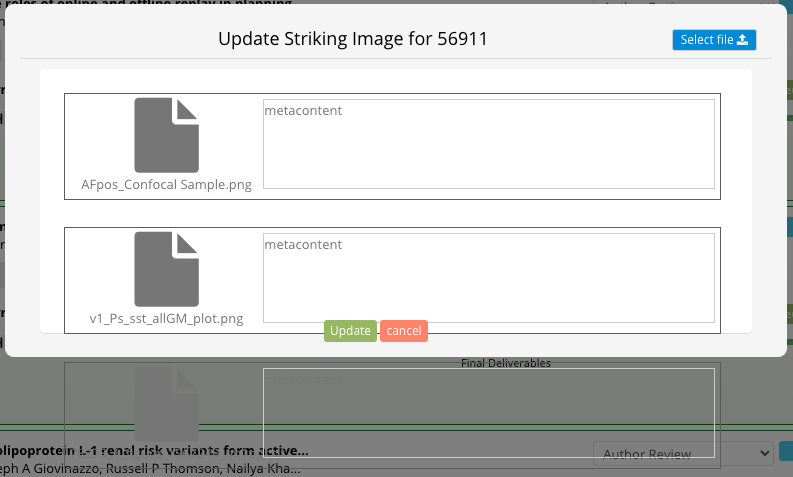 roles of online and offline replay in planning
Update Striking Image for 56911
Select file
metacontent
AFpos_Confocal Sample.png
metacontent
v1_Ps_sst_allGM_plot.png
Update
cancel
Final Deliverables
metacontent
olipoprotein L-1 renal risk variants form active...
eph A Giovinazzo, Russell P Thomson, Nailya Kha...
Author Review